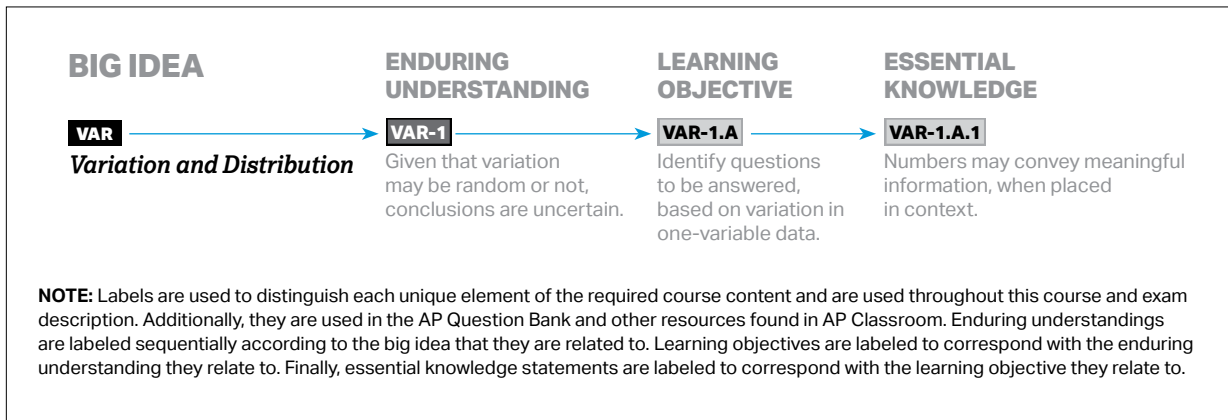 BIG IDEA
VAR
Variation and Distribution
ENDURING
UNDERSTANDING
VAR-1
Given that variation
may be random or not,
conclusions are uncertain.
LEARNING
OBJECTIVE
VAR-1.A
Identify questions
to be answered,
based on variation in
one-variable data.
ESSENTIAL
KNOWLEDGE
VAR-1.A.1
Numbers may convey meaningful
information, when placed
in context.
NOTE: Labels are used to distinguish each unique element of the required course content and are used throughout this course and exam
description. Additionally, they are used in the AP Question Bank and other resources found in AP Classroom. Enduring understandings
are labeled sequentially according to the big idea that they are related to. Learning objectives are labeled to correspond with the enduring
understanding they relate to. Finally, essential knowledge statements are labeled to correspond with the learning objective they relate to.